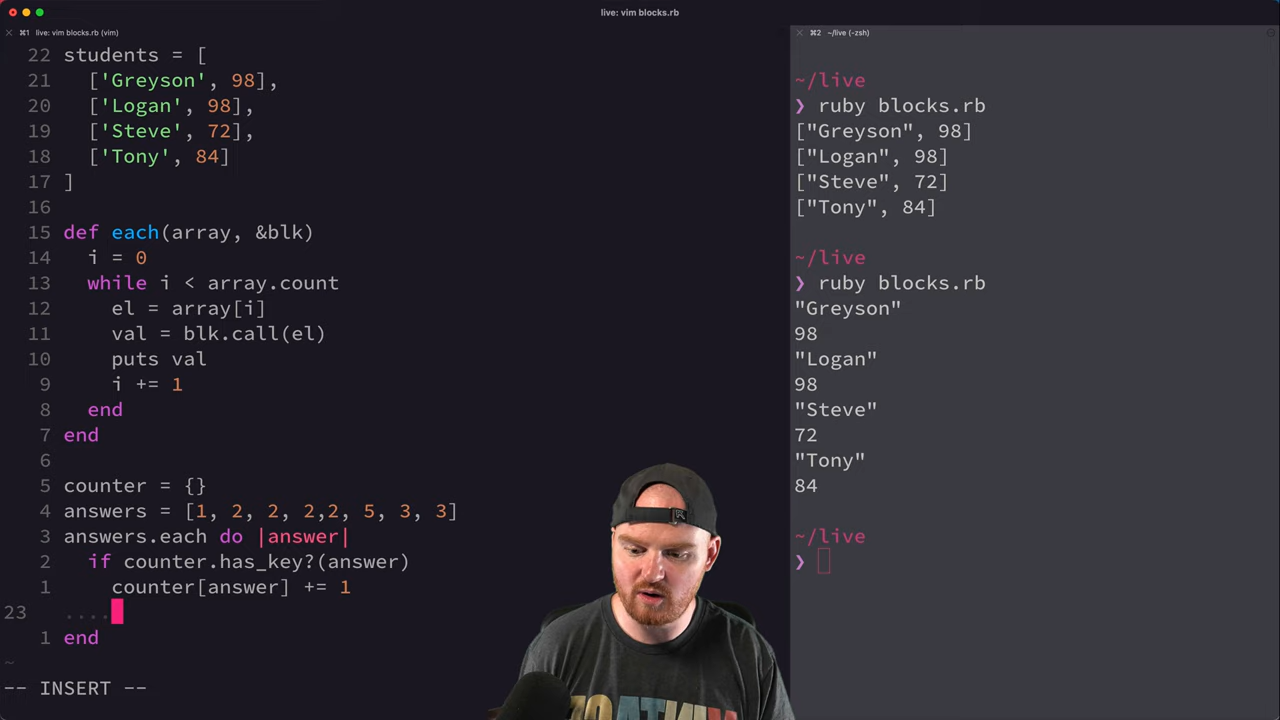 live: vim blocks.rb
⌘1 live: vim blocks.rb (vim)
22 students = [
21 ['Greyson', 98],
20 ['Logan', 98],
19 ['Steve', 72],
18 ['Tony', 84]
17 ]
16
15 def each(array, &blk)
14 i = 0
13 while i < array.count
12 el = array[i]
11 val = blk.call(el)
10 puts val
9 i += 1
8 end
7 end
6
5 counter = {}
4 answers = [1, 2, 2, 2,2, 5, 3, 3]
3 answers.each do |answer|
2 if counter.has_key?(answer)
1 counter[answer] += 1
23 ....
1 end
~
-- INSERT --
⌘2 ~/live (-zsh)
~/live
❯ ruby blocks.rb
["Greyson", 98]
["Logan", 98]
["Steve", 72]
["Tony", 84]
~/live
❯ ruby blocks.rb
"Greyson"
98
"Logan"
98
"Steve"
72
"Tony"
84
~/live
❯